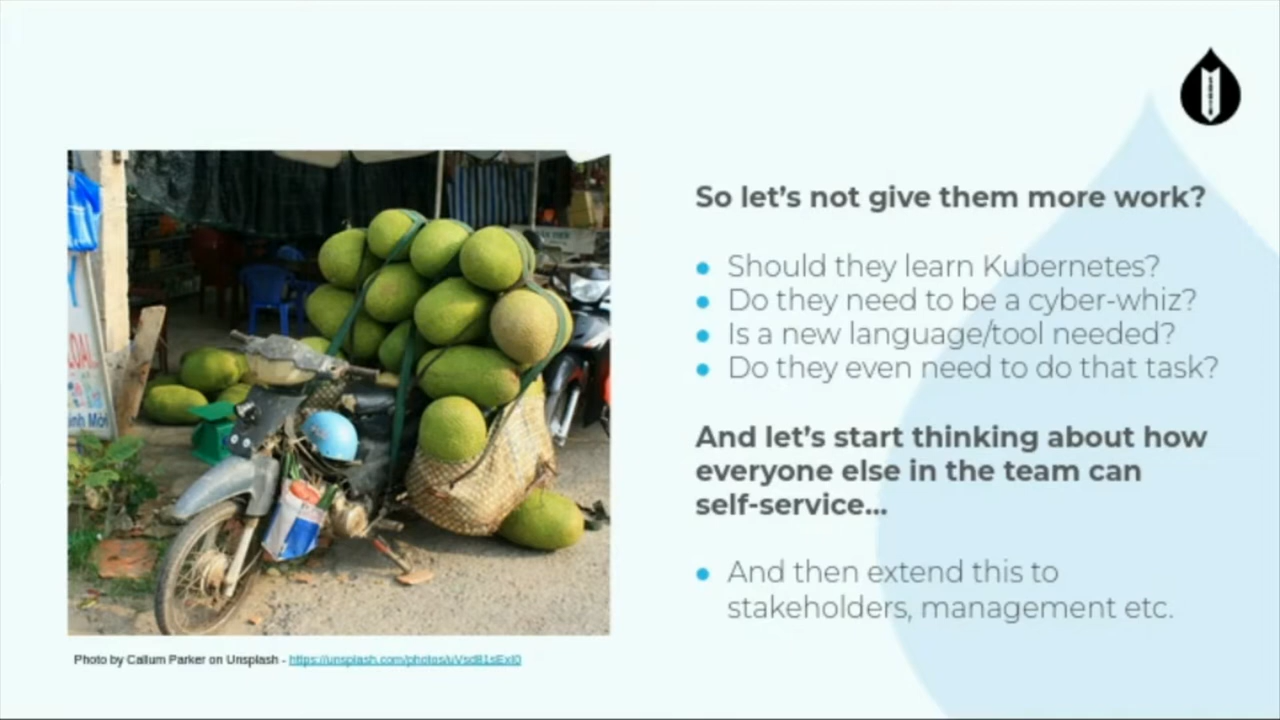 So let's not give them more work?
● Should they learn Kubernetes?
● Do they need to be a cyber-whiz?
● Is a new language/tool needed?
● Do they even need to do that task?
And let's start thinking about how
everyone else in the team can
self-service...
● And then extend this to
stakeholders, management etc.
Photo by Callum Parker on Unsplash -